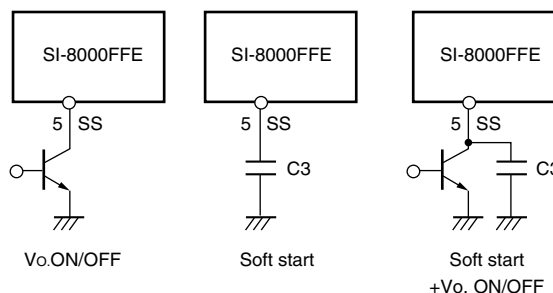 SI-8000FFE
5 SS
Vo.ON/OFF
SI-8000FFE
5 SS
C3
Soft start
SI-8000FFE
5 SS
C3
Soft start
+Vo. ON/OFF